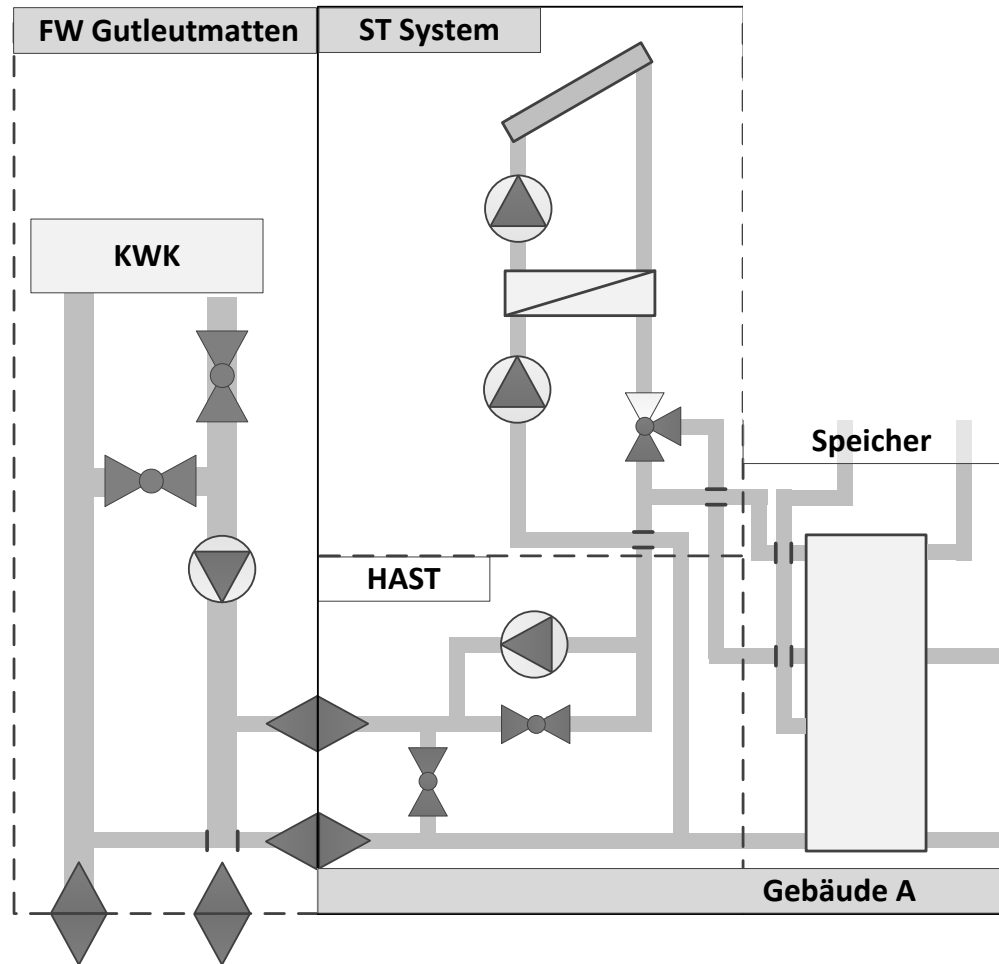 FW Gutleutmatten
ST System
KWK
Speicher
HAST
Gebäude A